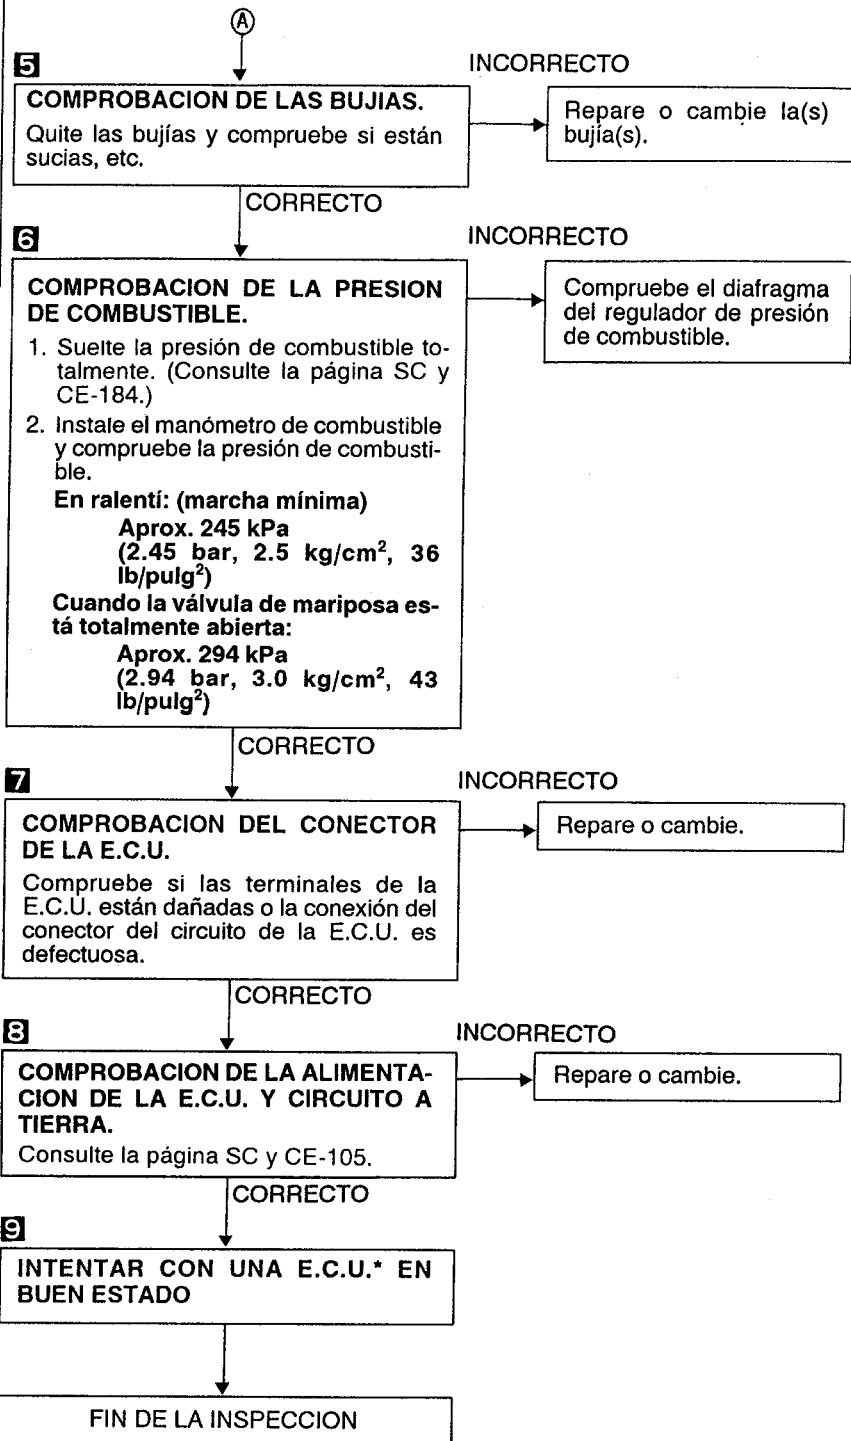 A
5
INCORRECTO
COMPROBACION DE LAS BUJIAS.
Quite las bujías y compruebe si están
sucias, etc.
Repare o cambie la(s)
bujía(s).
CORRECTO
6
INCORRECTO
COMPROBACION DE LA PRESION
DE COMBUSTIBLE.
1. Suelte la presión de combustible to-
talmente. (Consulte la página SC y
CE-184.)
2. Instale el manómetro de combustible
y compruebe la presión de combusti-
ble.
En ralentí: (marcha mínima)
Aprox. 245 kPa
(2.45 bar, 2.5 kg/cm², 36
lb/pulg²)
Cuando la válvula de mariposa es-
tá totalmente abierta:
Aprox. 294 kPa
(2.94 bar, 3.0 kg/cm², 43
lb/pulg²)
Compruebe el diafragma
del regulador de presión
de combustible.
CORRECTO
7
INCORRECTO
COMPROBACION DEL CONECTOR
DE LA E.C.U.
Compruebe si las terminales de la
E.C.U. están dañadas o la conexión del
conector del circuito de la E.C.U. es
defectuosa.
Repare o cambie.
CORRECTO
8
INCORRECTO
COMPROBACION DE LA ALIMENTA-
CION DE LA E.C.U. Y CIRCUITO A
TIERRA.
Consulte la página SC y CE-105.
Repare o cambie.
CORRECTO
9
INTENTAR CON UNA E.C.U.* EN
BUEN ESTADO
FIN DE LA INSPECCION